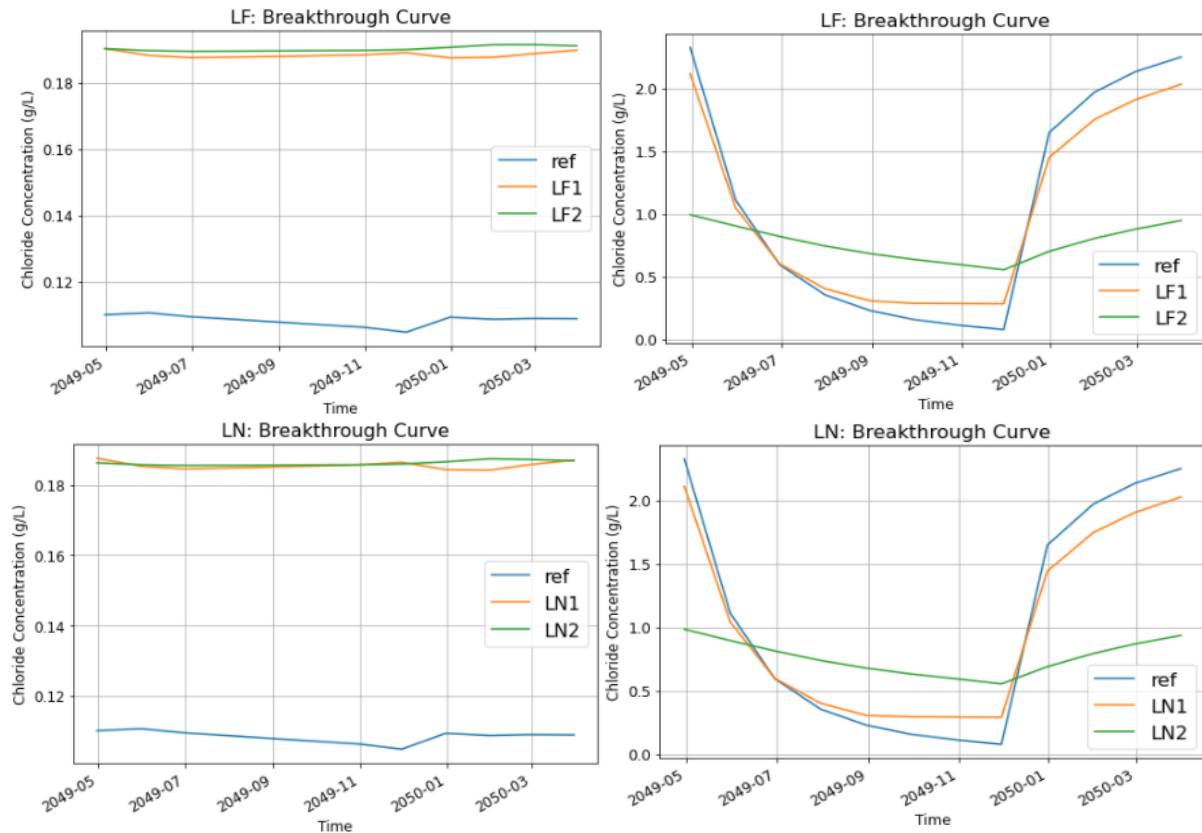 LF: Breakthrough Curve
Chloride Concentration (g/L)
0.18
0.16
0.14
0.12
ref
LF1
LF2
2049-05
2049-07
2049-09
2049-11
2050-01
2050-03
Time
LF: Breakthrough Curve
Chloride Concentration (g/L)
2.0
1.5
1.0
0.5
0.0
ref
LF1
LF2
2049-05
2049-07
2049-09
2049-11
2050-01
2050-03
Time
LN: Breakthrough Curve
Chloride Concentration (g/L)
0.18
0.16
0.14
0.12
ref
LN1
LN2
2049-05
2049-07
2049-09
2049-11
2050-01
2050-03
Time
LN: Breakthrough Curve
Chloride Concentration (g/L)
2.0
1.5
1.0
0.5
0.0
ref
LN1
LN2
2049-05
2049-07
2049-09
2049-11
2050-01
2050-03
Time